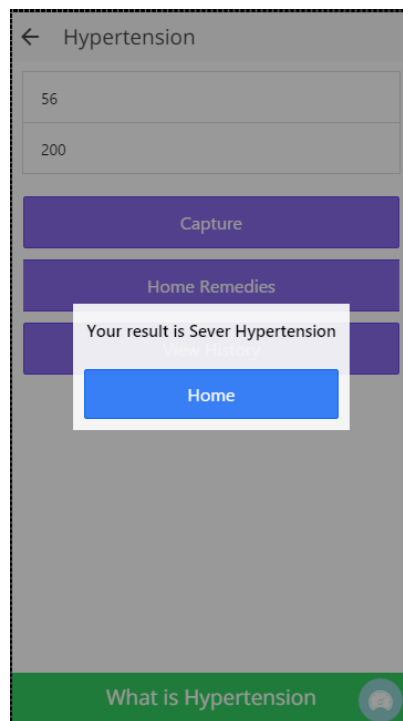 Hypertension
56
200
Capture
Home Remedies
Your result is Sever Hypertension
View History
Home
What is Hypertension